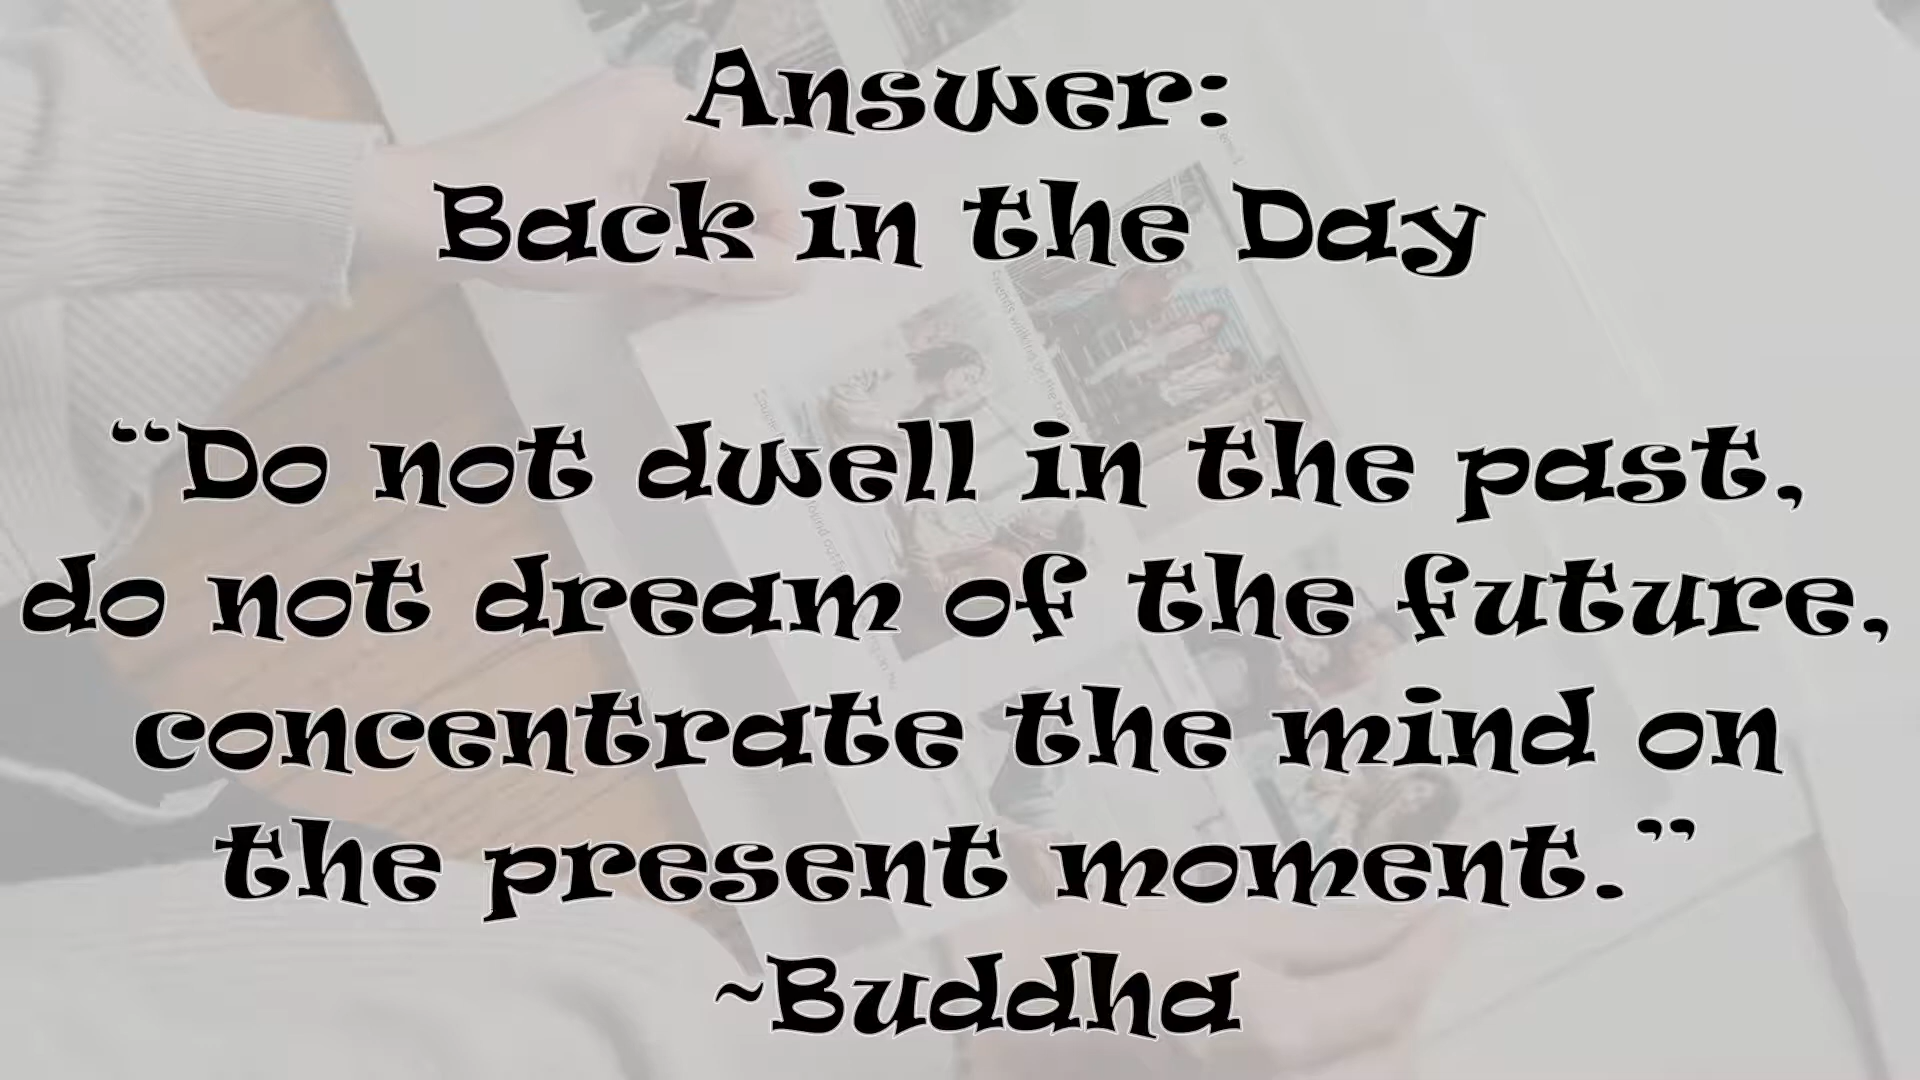 Answer:
Back in the Day
“Do not dwell in the past,
do not dream of the future,
concentrate the mind on
the present moment.”
~Buddha